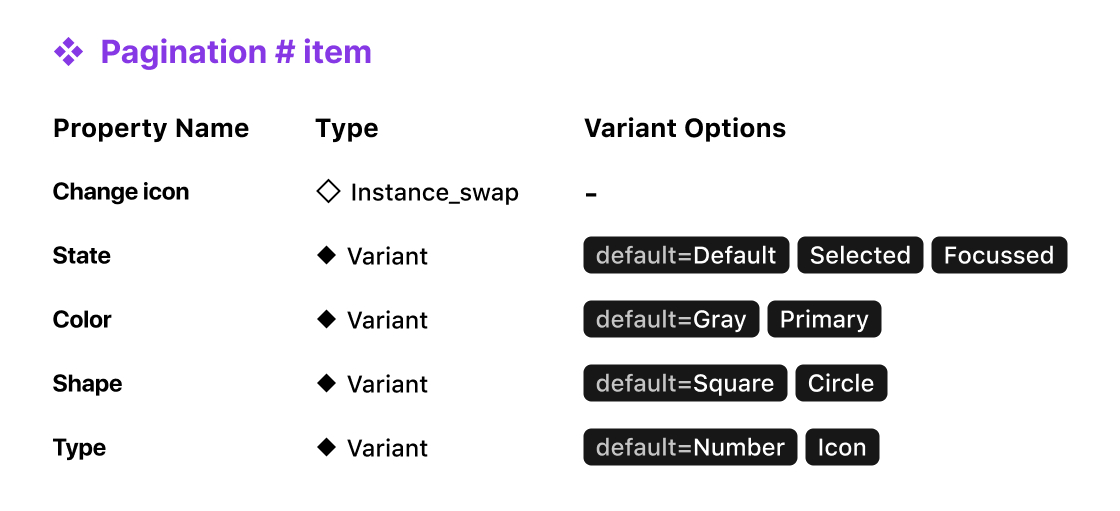 Pagination # item
Property Name Type Variant Options
Change icon Instance_swap -
State Variant default=Default Selected Focussed
Color Variant default=Gray Primary
Shape Variant default=Square Circle
Type Variant default=Number Icon